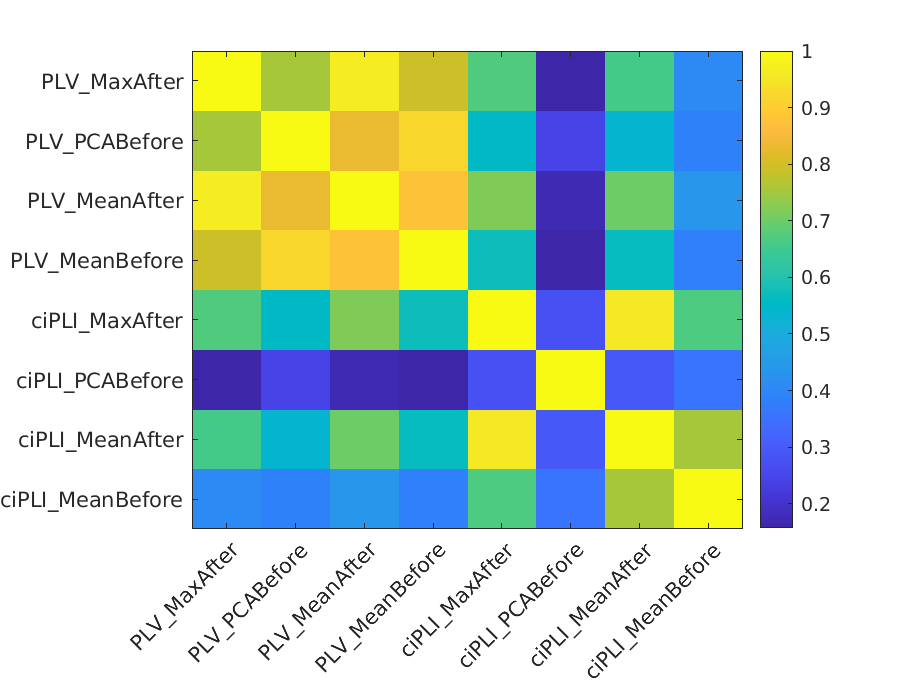 PLV_MaxAfter
PLV_PCABefore
PLV_MeanAfter
PLV_MeanBefore
ciPLI_MaxAfter
ciPLI_PCABefore
ciPLI_MeanAfter
ciPLI_MeanBefore
1
0.9
0.8
0.7
0.6
0.5
0.4
0.3
0.2
PLV_MaxAfter
PLV_PCABefore
PLV_MeanAfter
PLV_MeanBefore
ciPLI_MaxAfter
ciPLI_PCABefore
ciPLI_MeanAfter
ciPLI_MeanBefore